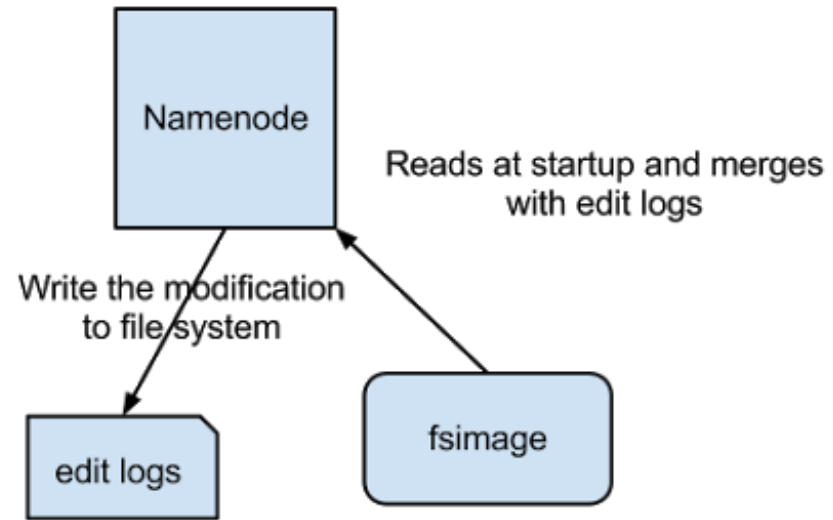 Namenode
Reads at startup and merges
with edit logs
Write the modification
to file system
edit logs
fsimage